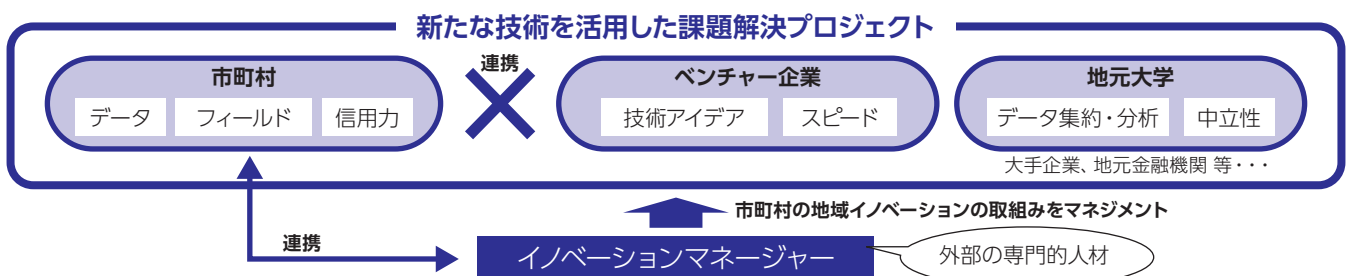 新たな技術を活用した課題解決プロジェクト
市町村
データ
フィールド
信用力
連携
ベンチャー企業
技術アイデア
スピード
地元大学
データ集約・分析
中立性
大手企業、地元金融機関 等・・・
市町村の地域イノベーションの取組みをマネジメント
連携
イノベーションマネージャー
外部の専門的人材